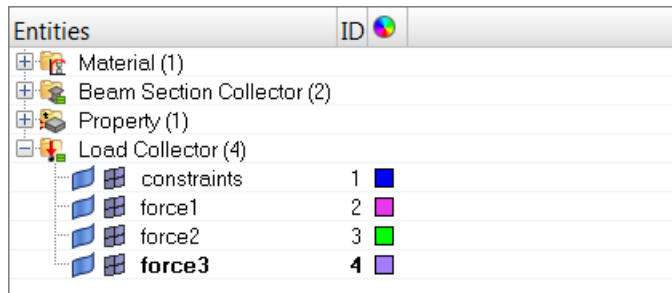 Entities ID
Material (1)
Beam Section Collector (2)
Property (1)
Load Collector (4)
constraints 1
force1 2
force2 3
force3 4